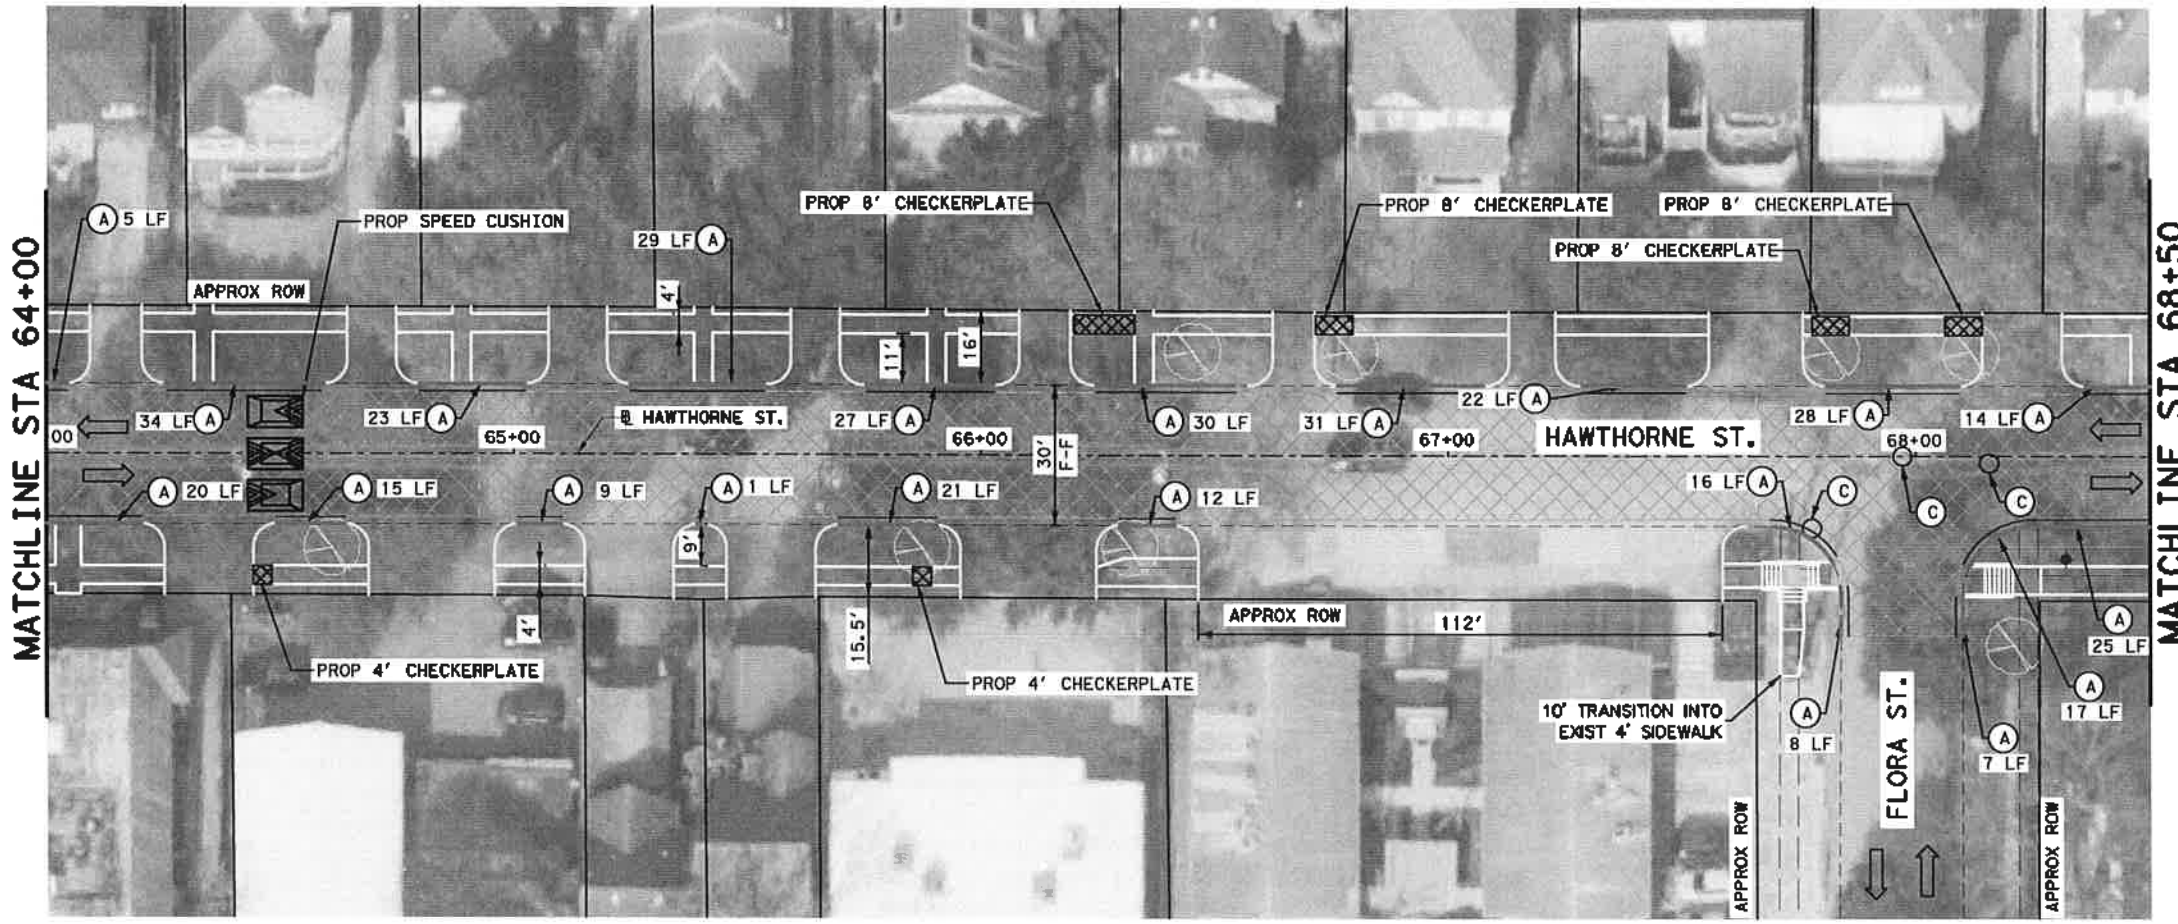 MATCHLINE STA 64+00
A 5 LF
PROP SPEED CUSHION
29 LF A
PROP 8' CHECKERPLATE
PROP 8' CHECKERPLATE
PROP 8' CHECKERPLATE
PROP 8' CHECKERPLATE
APPROX ROW
4'
11'
16'
34 LF A
23 LF A
27 LF A
A 30 LF
31 LF A
22 LF A
28 LF A
14 LF A
00
65+00
HAWTHORNE ST.
66+00
30'
F-F
67+00
HAWTHORNE ST.
68+00
A 20 LF
A 15 LF
A 9 LF
A 1 LF
A 21 LF
A 12 LF
16 LF A
C
C
C
9'
4'
15.5'
PROP 4' CHECKERPLATE
PROP 4' CHECKERPLATE
APPROX ROW
112'
10' TRANSITION INTO
EXIST 4' SIDEWALK
A
8 LF
FLORA ST.
A
7 LF
A
17 LF
A
25 LF
APPROX ROW
APPROX ROW
MATCHLINE STA 68+50